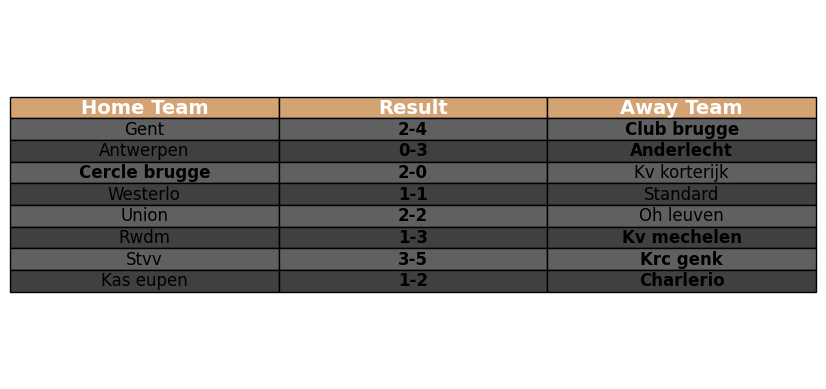 Home Team Result Away Team
Gent 2-4 Club brugge
Antwerpen 0-3 Anderlecht
Cercle brugge 2-0 Kv korterijk
Westerlo 1-1 Standard
Union 2-2 Oh leuven
Rwdm 1-3 Kv mechelen
Stvv 3-5 Krc genk
Kas eupen 1-2 Charlerio